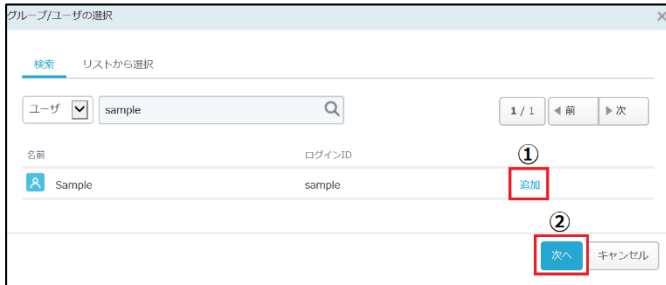 グループ/ユーザの選択
検索 リストから選択
ユーザ sample 1 / 1 前 次
名前 ログインID ①
Sample sample 追加
②
次へ キャンセル